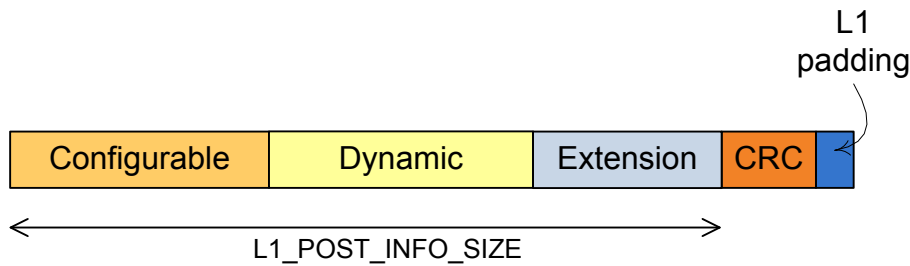 L1
padding
Configurable
Dynamic
Extension
CRC
L1_POST_INFO_SIZE